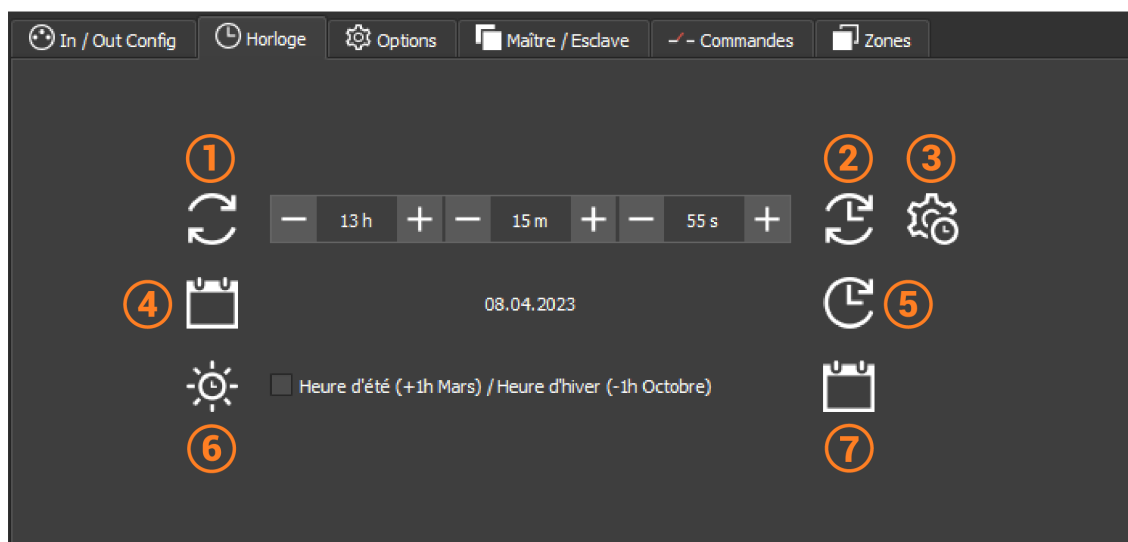 In / Out Config Horloge Options Maître / Esclave Commandes Zones
1 2 3
13 h 15 m 55 s
4 08.04.2023 5
Heure d'été (+1h Mars) / Heure d'hiver (-1h Octobre)
6 7